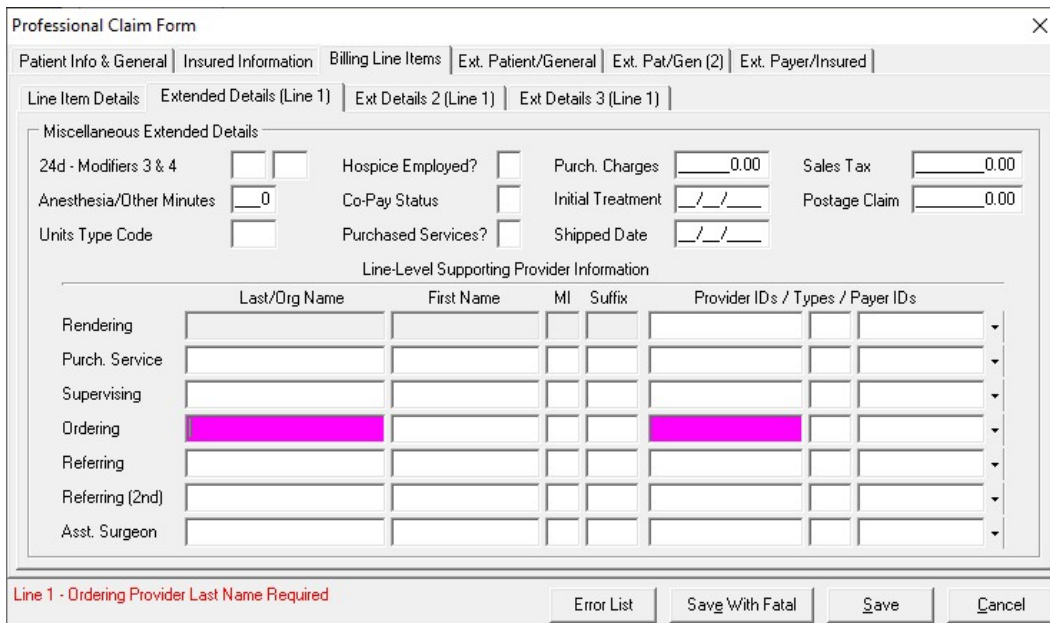 Professional Claim Form
Patient Info & General Insured Information Billing Line Items Ext. Patient/General Ext. Pat/Gen (2) Ext. Payer/Insured
Line Item Details Extended Details (Line 1) Ext Details 2 (Line 1) Ext Details 3 (Line 1)
Miscellaneous Extended Details
24d - Modifiers 3 & 4 Hospice Employed? Purch. Charges 0.00 Sales Tax 0.00
Anesthesia/Other Minutes 0 Co-Pay Status Initial Treatment __/__/____ Postage Claim 0.00
Units Type Code Purchased Services? Shipped Date __/__/____
Line-Level Supporting Provider Information
Last/Org Name First Name MI Suffix Provider IDs / Types / Payer IDs
Rendering
Purch. Service
Supervising
Ordering
Referring
Referring (2nd)
Asst. Surgeon
Line 1 - Ordering Provider Last Name Required Error List Save With Fatal Save Cancel